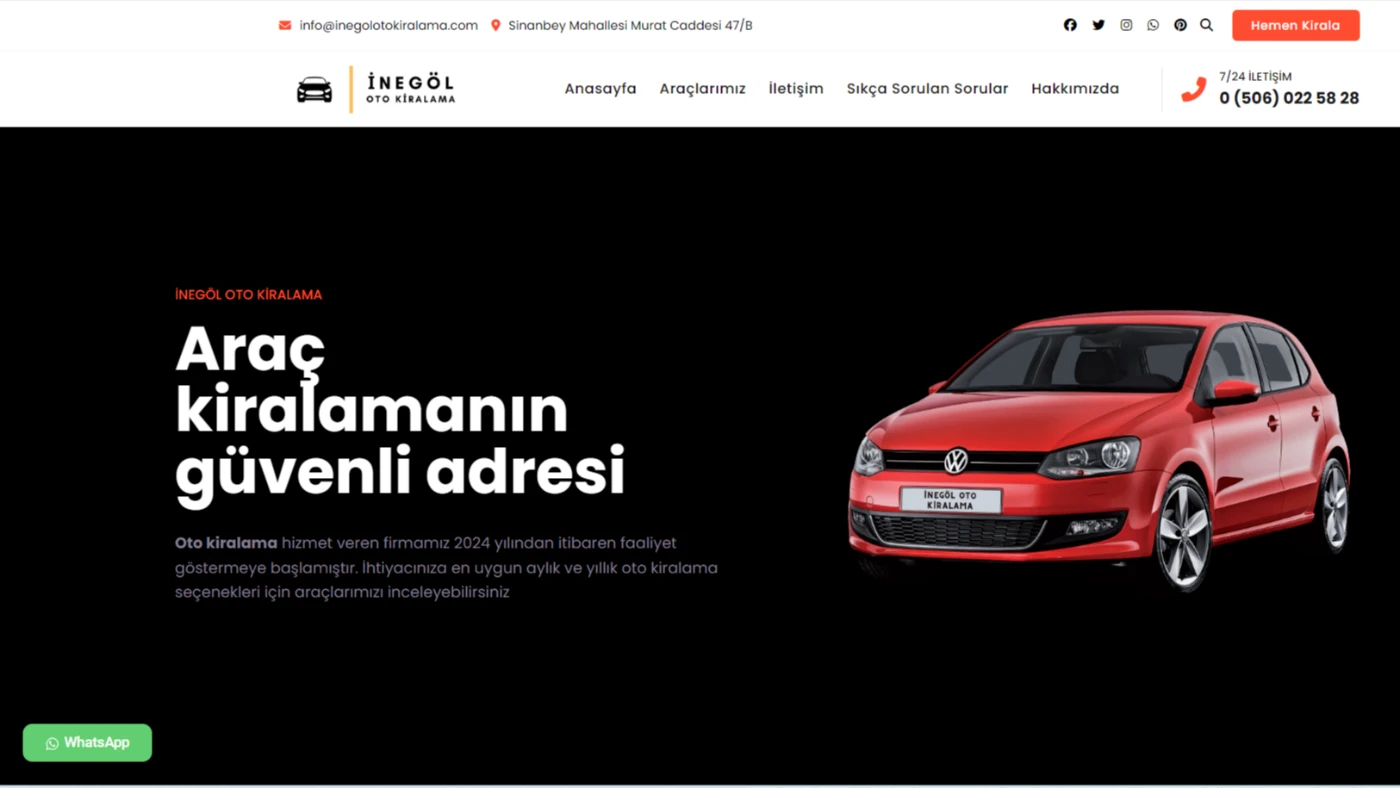 info@inegolotokiralama.com Sinanbey Mahallesi Murat Caddesi 47/B
Hemen Kirala
İNEGÖL
OTO KİRALAMA
Anasayfa Araçlarımız İletişim Sıkça Sorulan Sorular Hakkımızda
7/24 İLETİŞİM
0 (506) 022 58 28
İNEGÖL OTO KİRALAMA
Araç
kiralamanın
güvenli adresi
Oto kiralama hizmet veren firmamız 2024 yılından itibaren faaliyet
göstermeye başlamıştır. İhtiyacınıza en uygun aylık ve yıllık oto kiralama
seçenekleri için araçlarımızı inceleyebilirsiniz
İNEGÖL OTO
KİRALAMA
WhatsApp